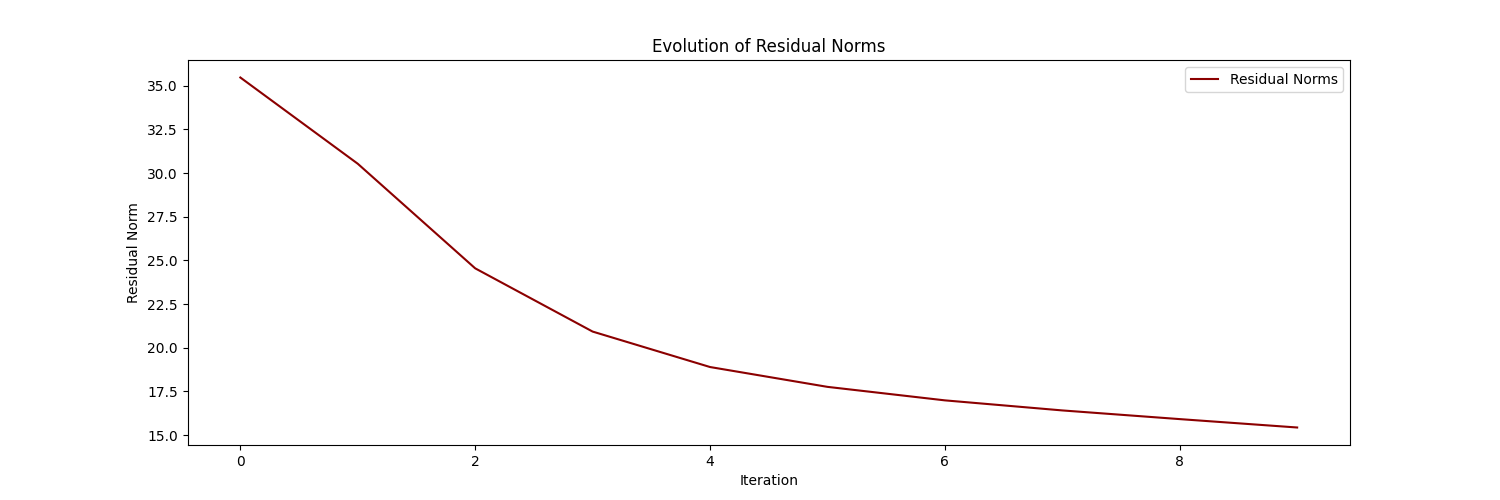 Evolution of Residual Norms
Residual Norms
35.0
32.5
30.0
27.5
25.0
22.5
20.0
17.5
15.0
Residual Norm
0 2 4 6 8
Iteration